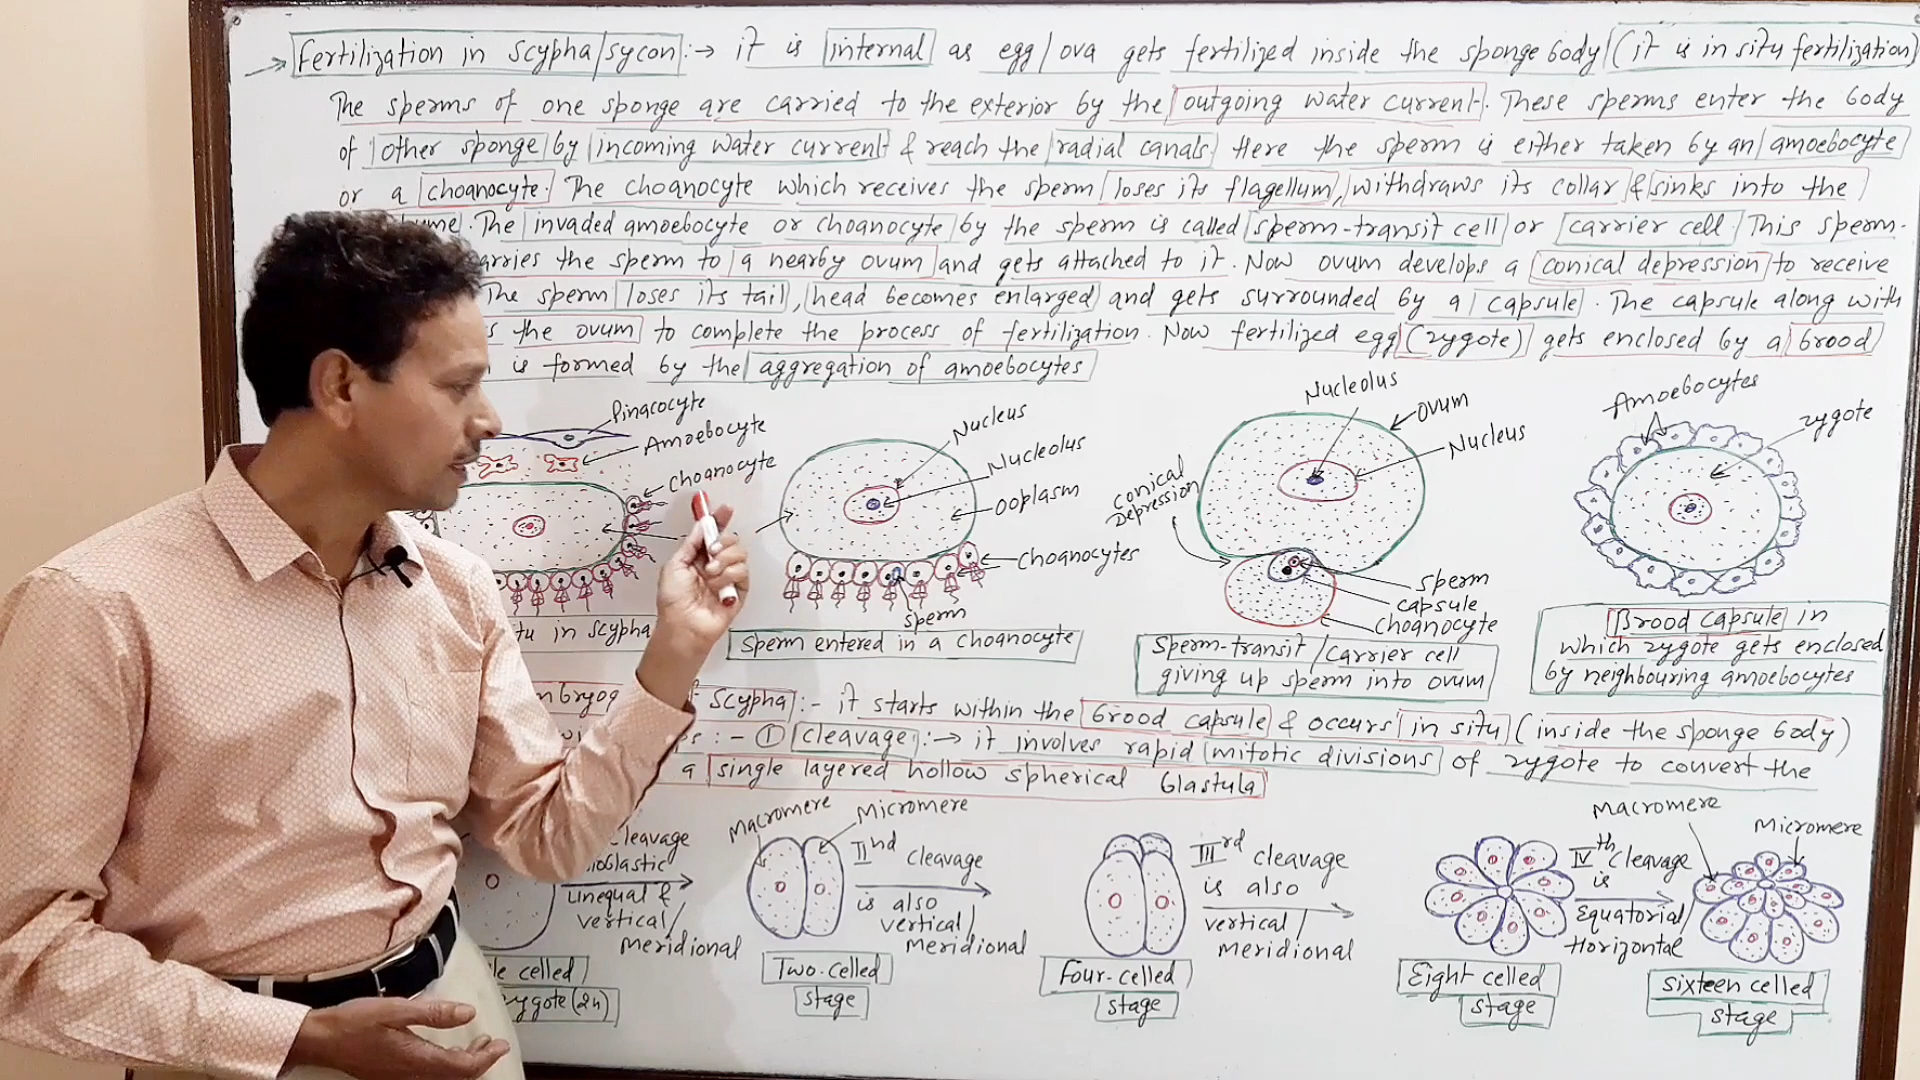 Fertilization in Scypha/Sycon :→ it is internal as egg/ova gets fertilized inside the sponge body (it is in situ fertilization)
The sperms of one sponge are carried to the exterior by the outgoing water current. These sperms enter the body
of other sponge by incoming water current & reach the radial canals. Here the sperm is either taken by an amoebocyte
or a choanocyte. The choanocyte which receives the sperm loses its flagellum, withdraws its collar & sinks into the
The invaded amoebocyte or choanocyte by the sperm is called sperm-transit cell or carrier cell. This sperm-
the sperm to a nearby ovum and gets attached to it. Now ovum develops a conical depression to receive
The sperm loses its tail, head becomes enlarged and gets surrounded by a capsule. The capsule along with
the ovum to complete the process of fertilization. Now fertilized egg (zygote) gets enclosed by a brood
is formed by the aggregation of amoebocytes
Pinacocyte
Amoebocyte
Choanocyte
in Scypha
Nucleus
Nucleolus
Ooplasm
Choanocytes
sperm
Sperm entered in a choanocyte
Nucleolus
Ovum
Nucleus
Conical
Depression
sperm
capsule
choanocyte
Sperm-transit/carrier cell
giving up sperm into ovum
Amoebocytes
zygote
Brood capsule in
which zygote gets enclosed
by neighbouring amoebocytes
Scypha :- it starts within the brood capsule & occurs in situ (inside the sponge body)
:- ① Cleavage :→ it involves rapid mitotic divisions of zygote to convert the
a single layered hollow spherical blastula
unequal &
vertical/
meridional
celled
zygote (2n)
Macromere
Micromere
Two-celled
stage
IInd cleavage
is also
vertical/
meridional
Four-celled
stage
IIIrd cleavage
is also
vertical/
meridional
Eight celled
stage
IVth cleavage
is
Equatorial/
Horizontal
Macromere
Micromere
Sixteen celled
stage